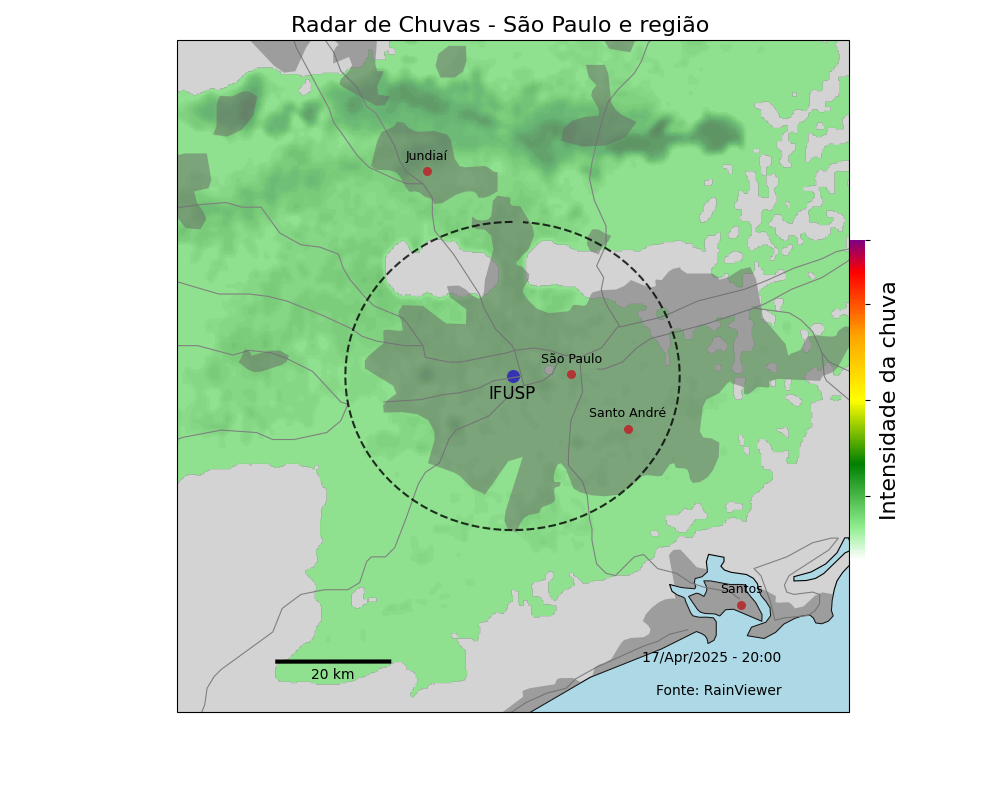 Radar de Chuvas - São Paulo e região
Jundiaí
São Paulo
IFUSP
Santo André
Intensidade da chuva
Santos
17/Apr/2025 - 20:00
20 km
Fonte: RainViewer